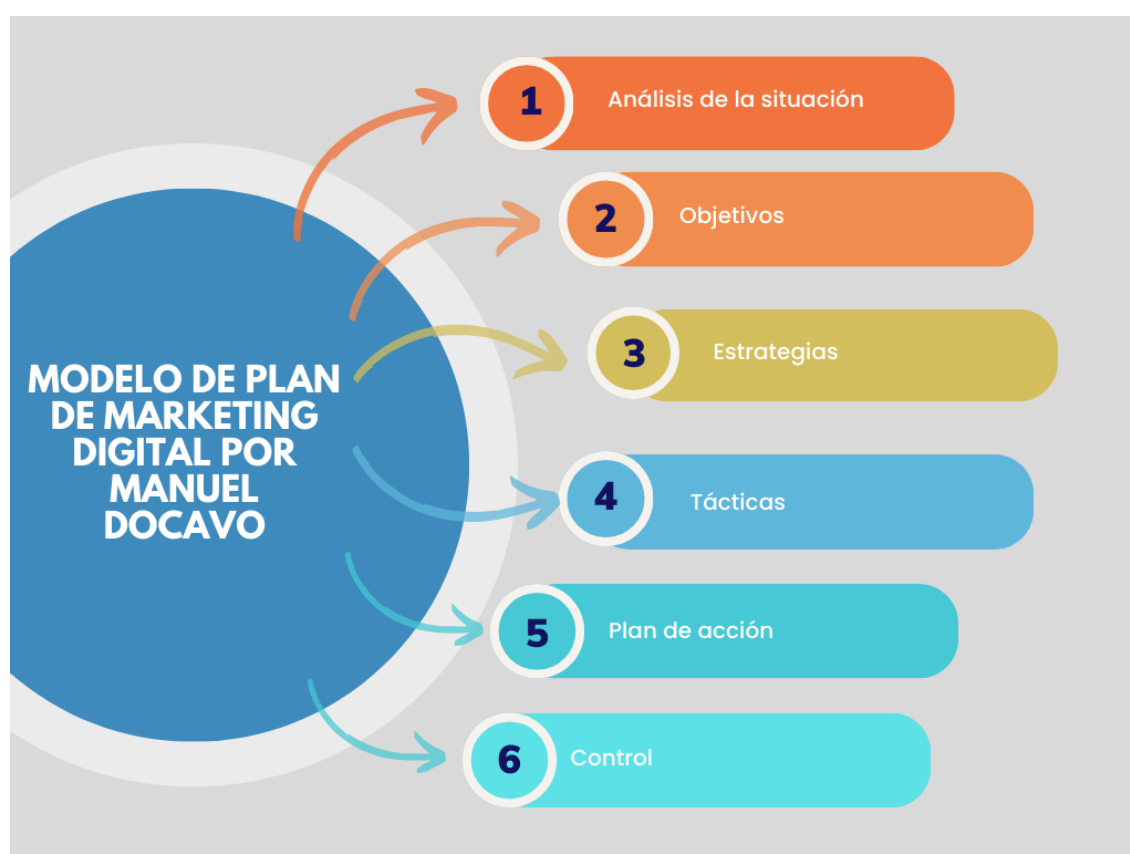 MODELO DE PLAN
DE MARKETING
DIGITAL POR
MANUEL
DOCAVO
1
Análisis de la situación
2
Objetivos
3
Estrategias
4
Tácticas
5
Plan de acción
6
Control